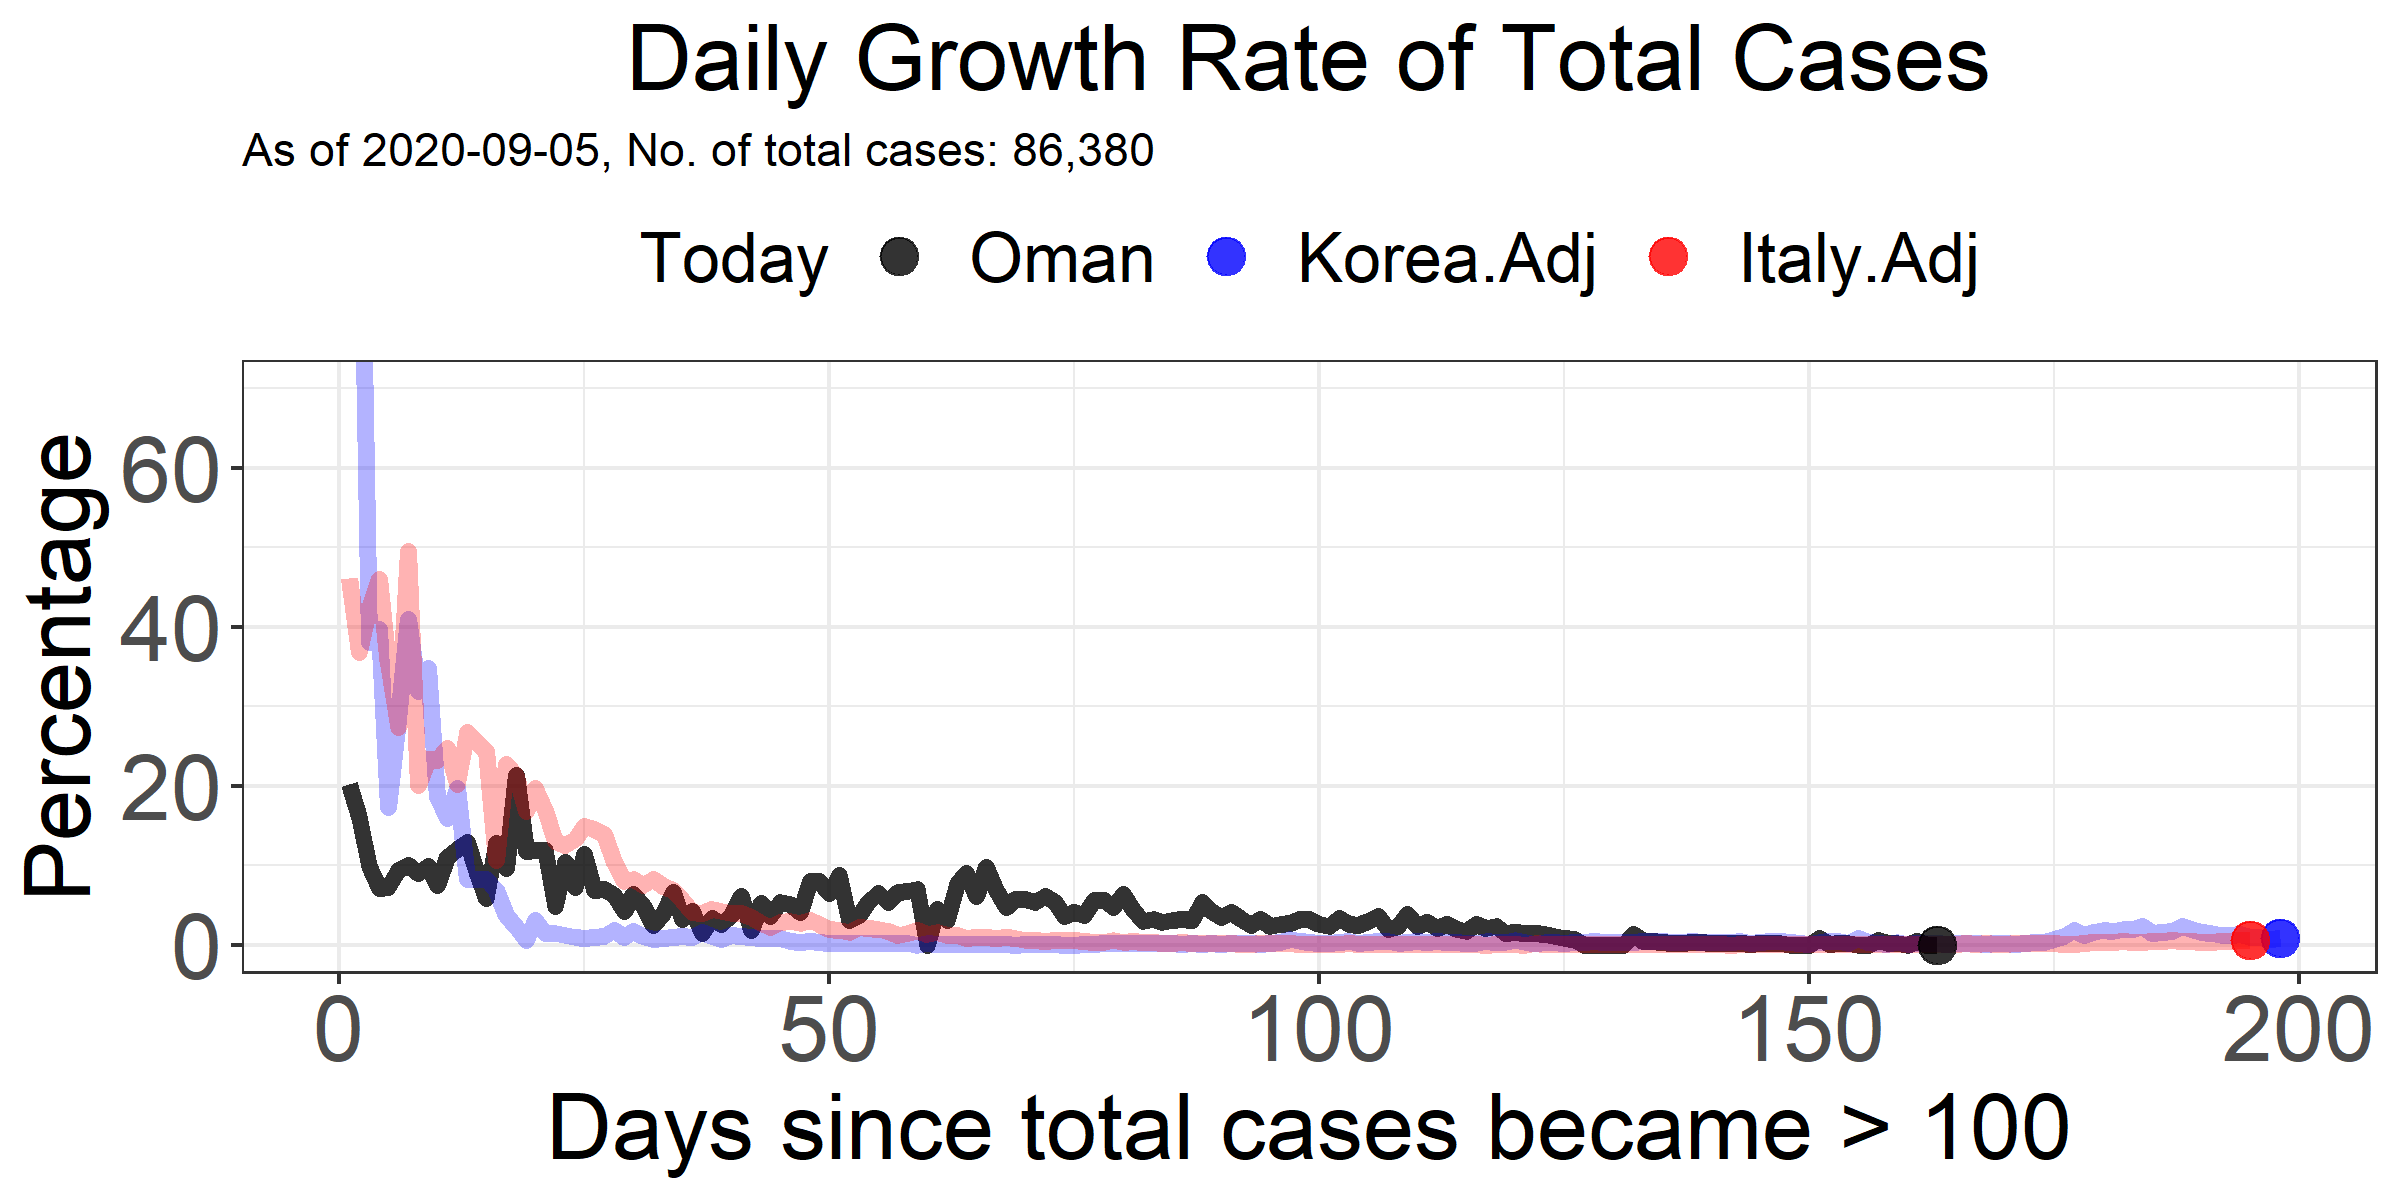 Daily Growth Rate of Total Cases
As of 2020-09-05, No. of total cases: 86,380
Today Oman Korea.Adj Italy.Adj
Percentage
60
40
20
0
0 50 100 150 200
Days since total cases became > 100